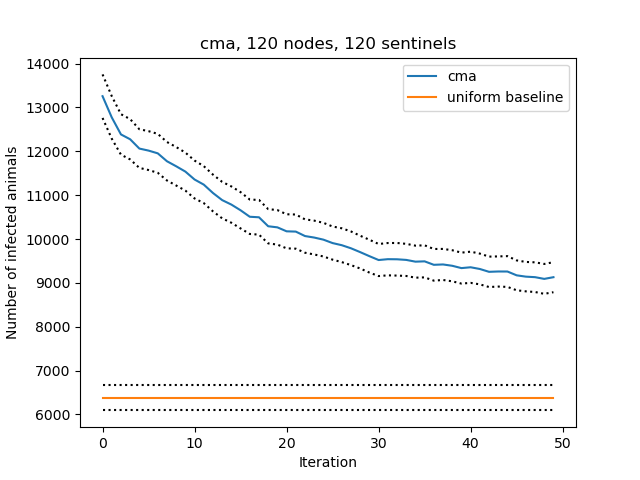 cma, 120 nodes, 120 sentinels
cma
uniform baseline
14000
13000
12000
11000
10000
9000
8000
7000
6000
Number of infected animals
0 10 20 30 40 50
Iteration